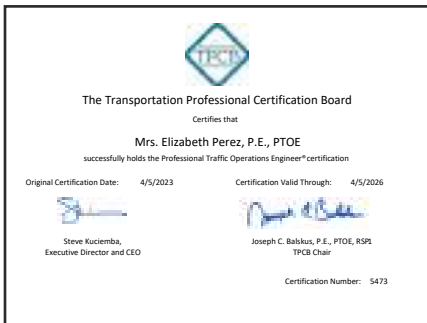 TPCB
The Transportation Professional Certification Board
Certifies that
Mrs. Elizabeth Perez, P.E., PTOE
successfully holds the Professional Traffic Operations Engineer® certification
Original Certification Date: 4/5/2023
Certification Valid Through: 4/5/2026
Steve Kuciemba,
Executive Director and CEO
Joseph C. Balskus, P.E., PTOE, RSP1
TPCB Chair
Certification Number: 5473